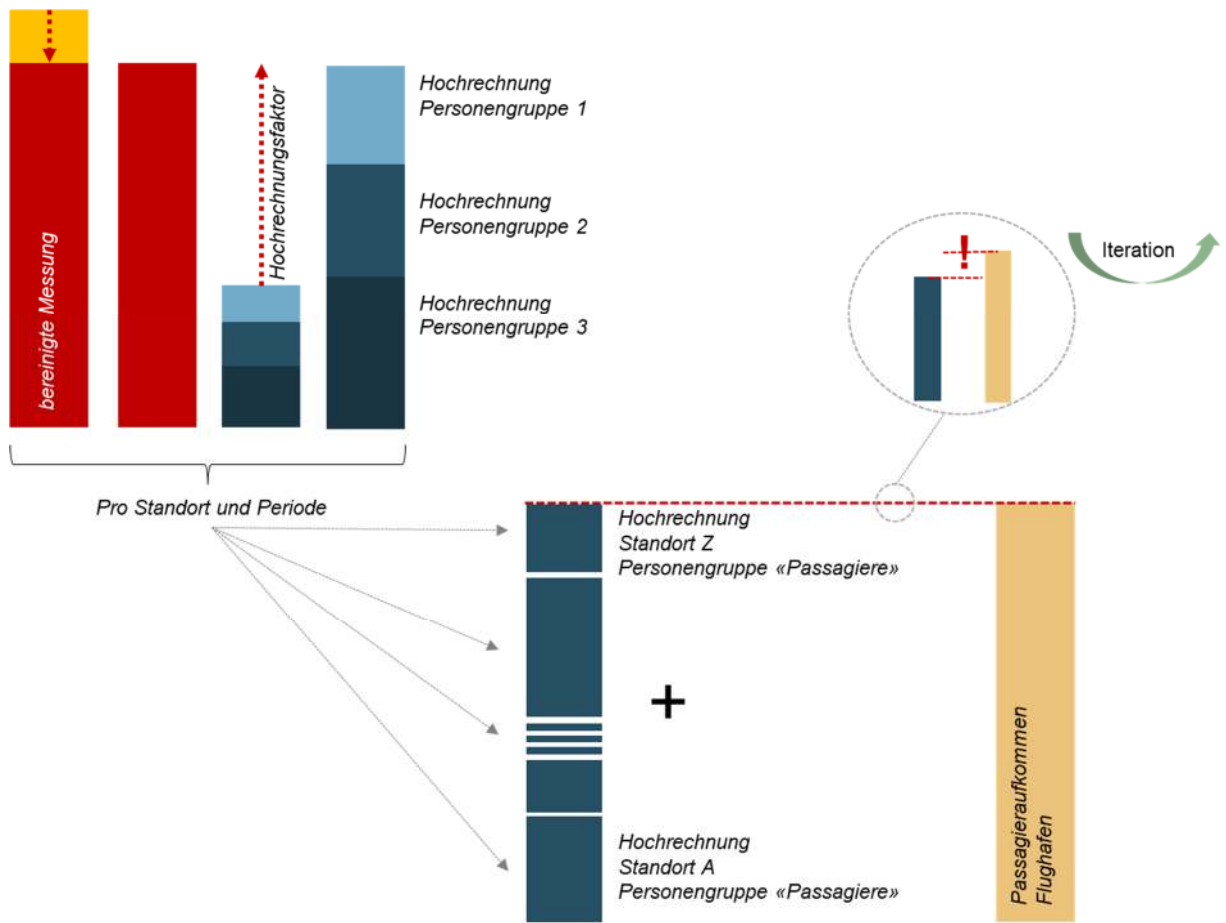 bereinigte Messung
Hochrechnungsfaktor
Hochrechnung
Personengruppe 1
Hochrechnung
Personengruppe 2
Hochrechnung
Personengruppe 3
!
Iteration
Pro Standort und Periode
Hochrechnung
Standort Z
Personengruppe «Passagiere»
+
Hochrechnung
Standort A
Personengruppe «Passagiere»
Passagieraufkommen
Flughafen